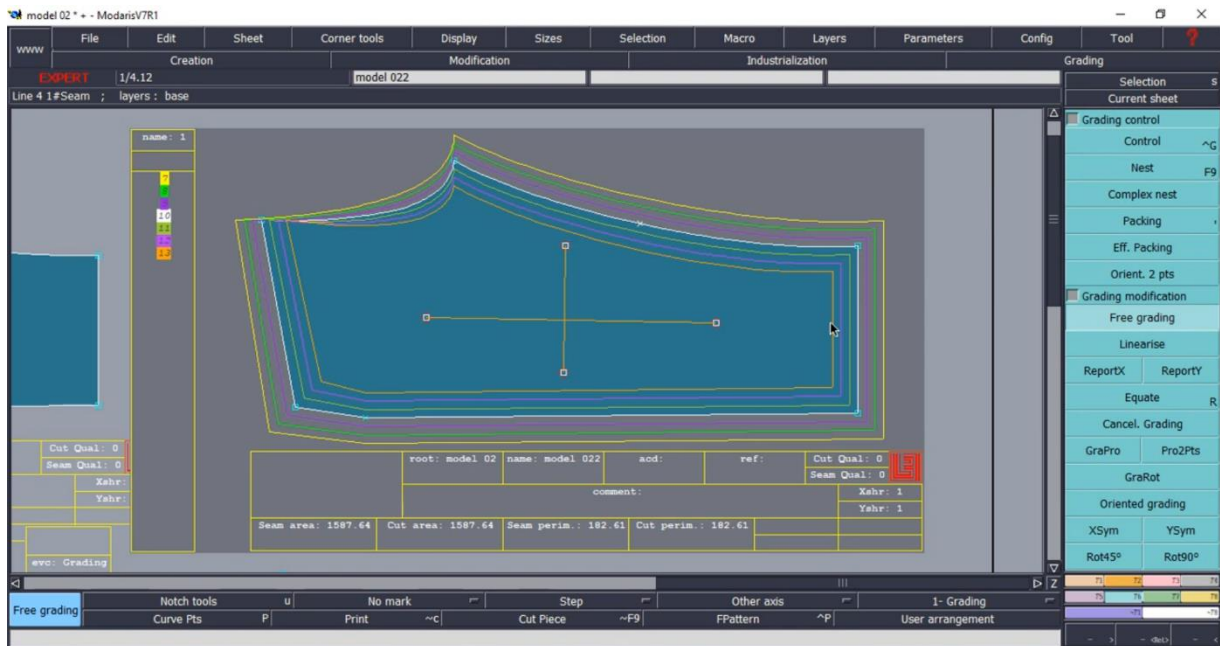 model 02 * + - ModarisV7R1
www File Edit Sheet Corner tools Display Sizes Selection Macro Layers Parameters Config Tool ?
Creation Modification Industrialization Grading
EXPERT 1/4.12 model 022
Line 4 1#Seam ; layers : base
Selection S
Current sheet
Grading control
Control ^G
Nest F9
Complex nest
Packing
Eff. Packing
Orient. 2 pts
Grading modification
Free grading
Linearise
ReportX ReportY
Equate R
Cancel. Grading
GraPro Pro2Pts
GraRot
Oriented grading
XSym YSym
Rot45º Rot90º
name: 1
7
10
11
13
Cut Qual: 0
Seam Qual: 0
Xshr:
Yshr:
evc: Grading
root: model 02 name: model 022 acd: ref: Cut Qual: 0
Seam Qual: 0
comment: Xshr: 1
Yshr: 1
Seam area: 1587.64 Cut area: 1587.64 Seam perim.: 182.61 Cut perim.: 182.61
Z
Free grading
Notch tools u No mark Step Other axis 1- Grading
Curve Pts P Print ~c Cut Piece ~F9 FPattern ^P User arrangement